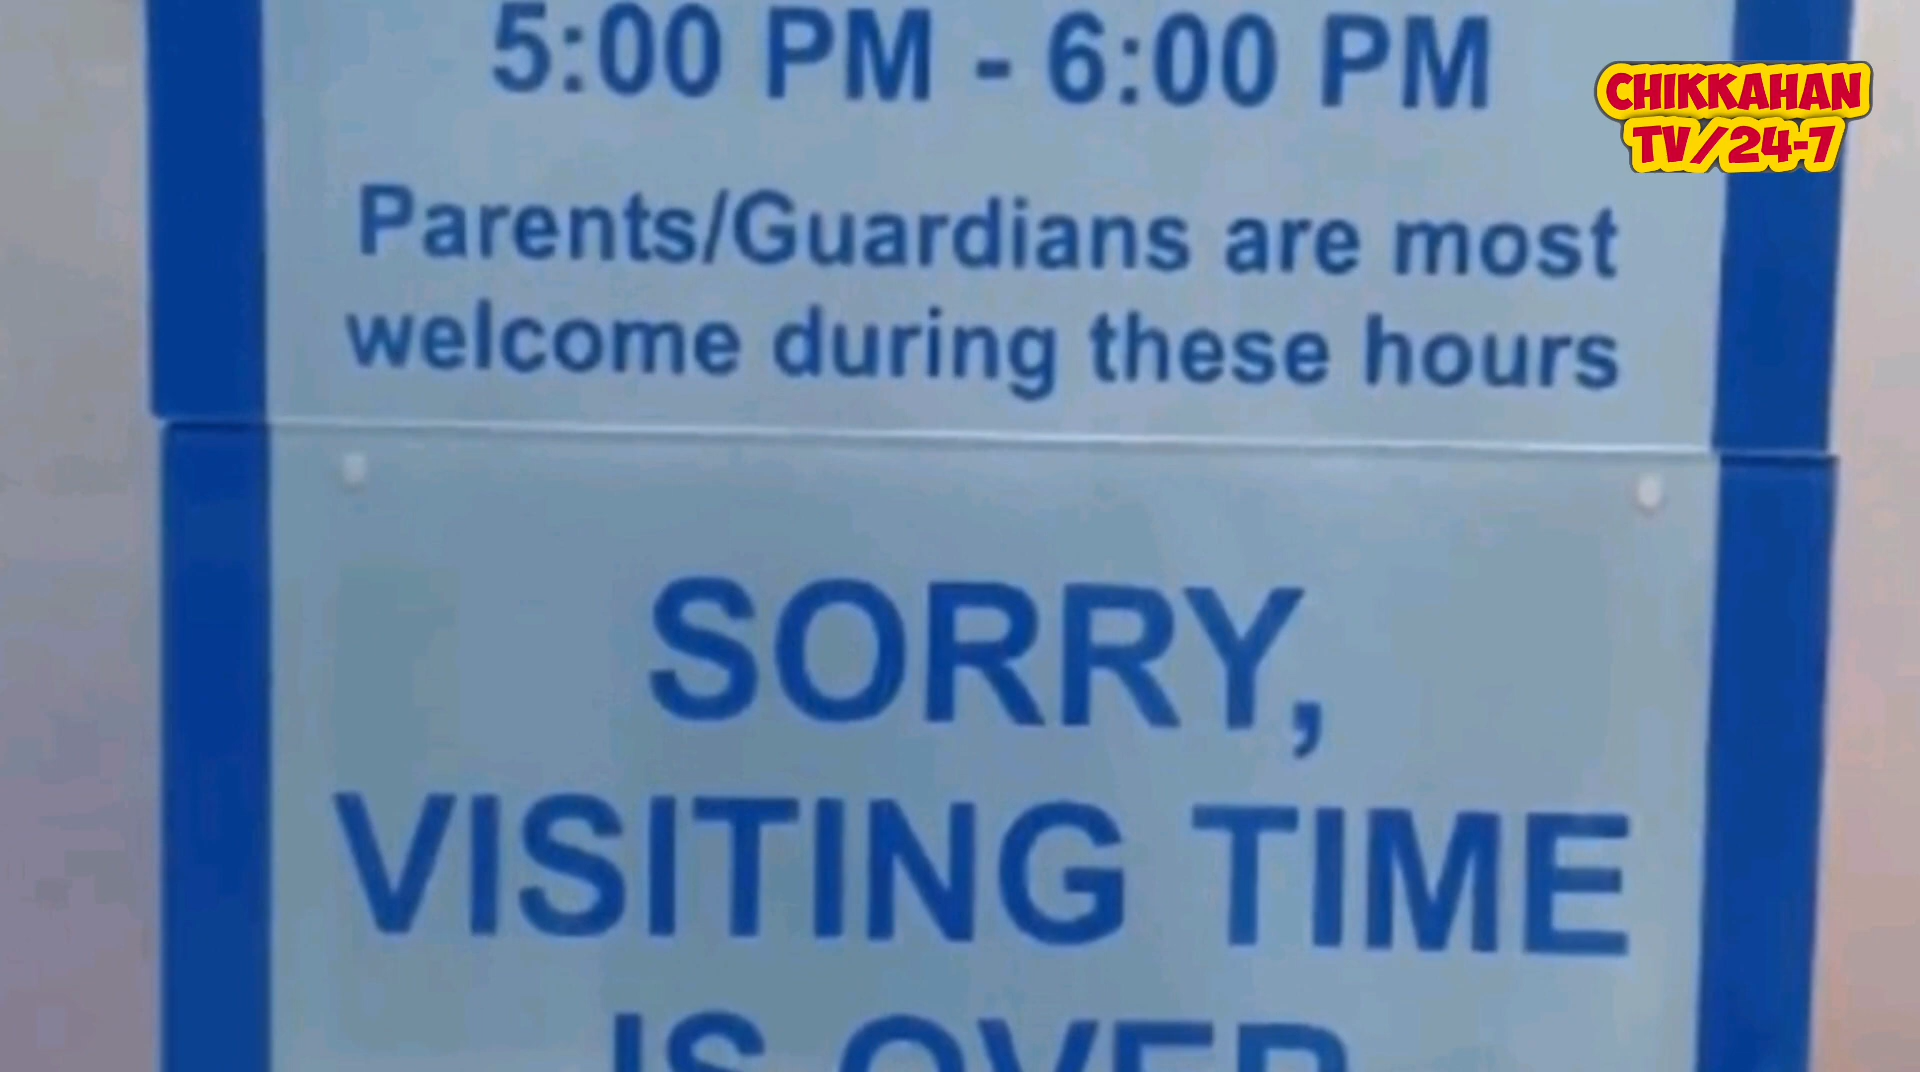 5:00 PM - 6:00 PM
CHIKKAHAN
TV/24-7
Parents/Guardians are most
welcome during these hours
SORRY,
VISITING TIME
IS OVER